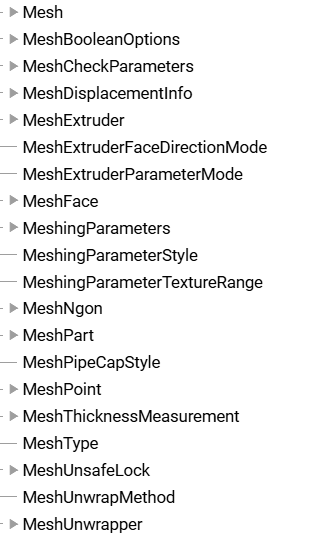 Mesh
MeshBooleanOptions
MeshCheckParameters
MeshDisplacementInfo
MeshExtruder
MeshExtruderFaceDirectionMode
MeshExtruderParameterMode
MeshFace
MeshingParameters
MeshingParameterStyle
MeshingParameterTextureRange
MeshNgon
MeshPart
MeshPipeCapStyle
MeshPoint
MeshThicknessMeasurement
MeshType
MeshUnsafeLock
MeshUnwrapMethod
MeshUnwrapper